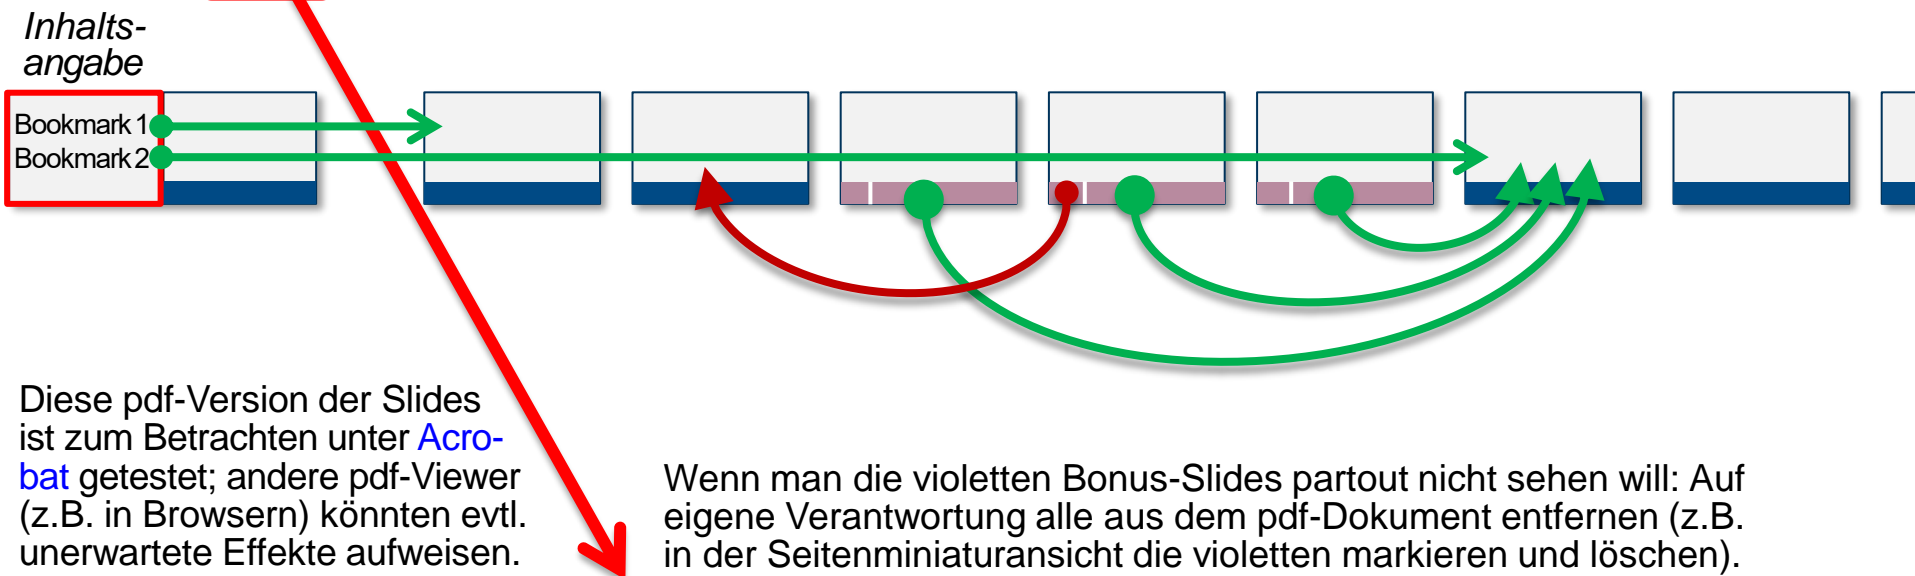 Inhalts-
angabe
Bookmark 1
Bookmark 2
Diese pdf-Version der Slides
ist zum Betrachten unter Acro-
bat getestet; andere pdf-Viewer
(z.B. in Browsern) könnten evtl.
unerwartete Effekte aufweisen.
Wenn man die violetten Bonus-Slides partout nicht sehen will: Auf
eigene Verantwortung alle aus dem pdf-Dokument entfernen (z.B.
in der Seitenminiaturansicht die violetten markieren und löschen).